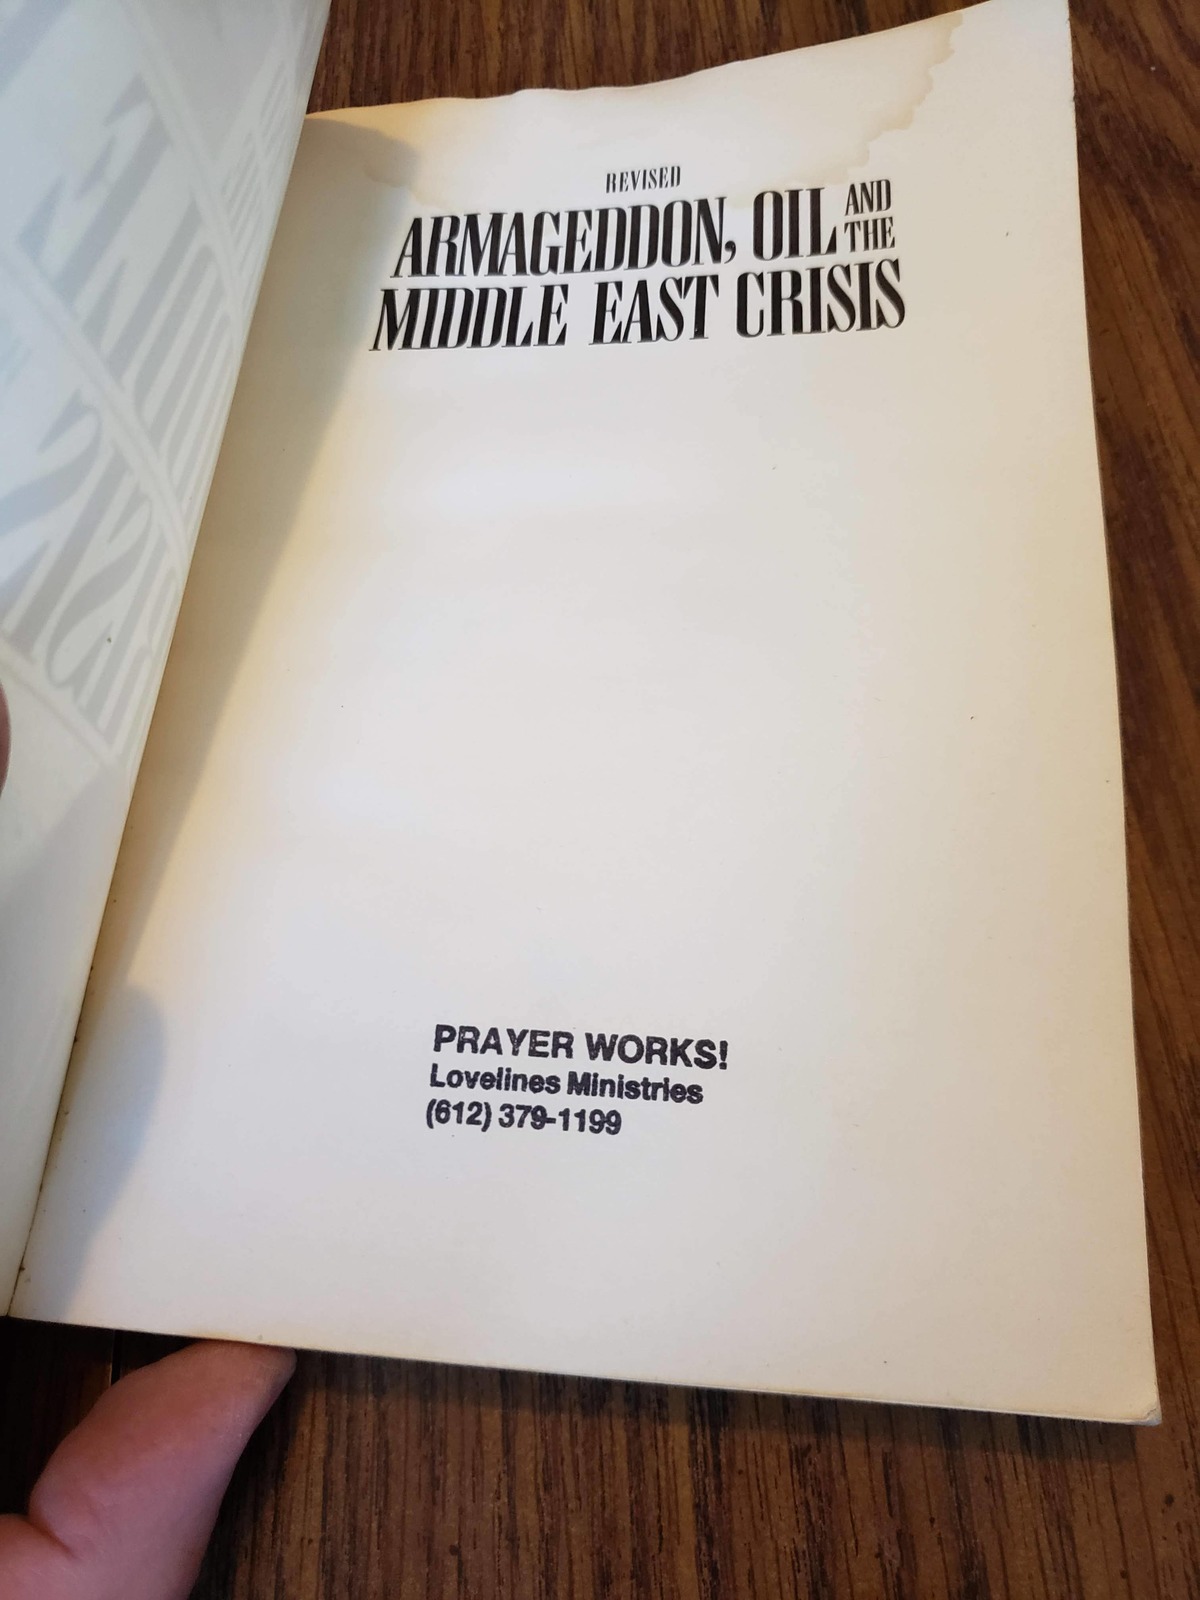 REVISED
ARMAGEDDON, OIL AND THE
MIDDLE EAST CRISIS
PRAYER WORKS!
Lovelines Ministries
(612) 379-1199